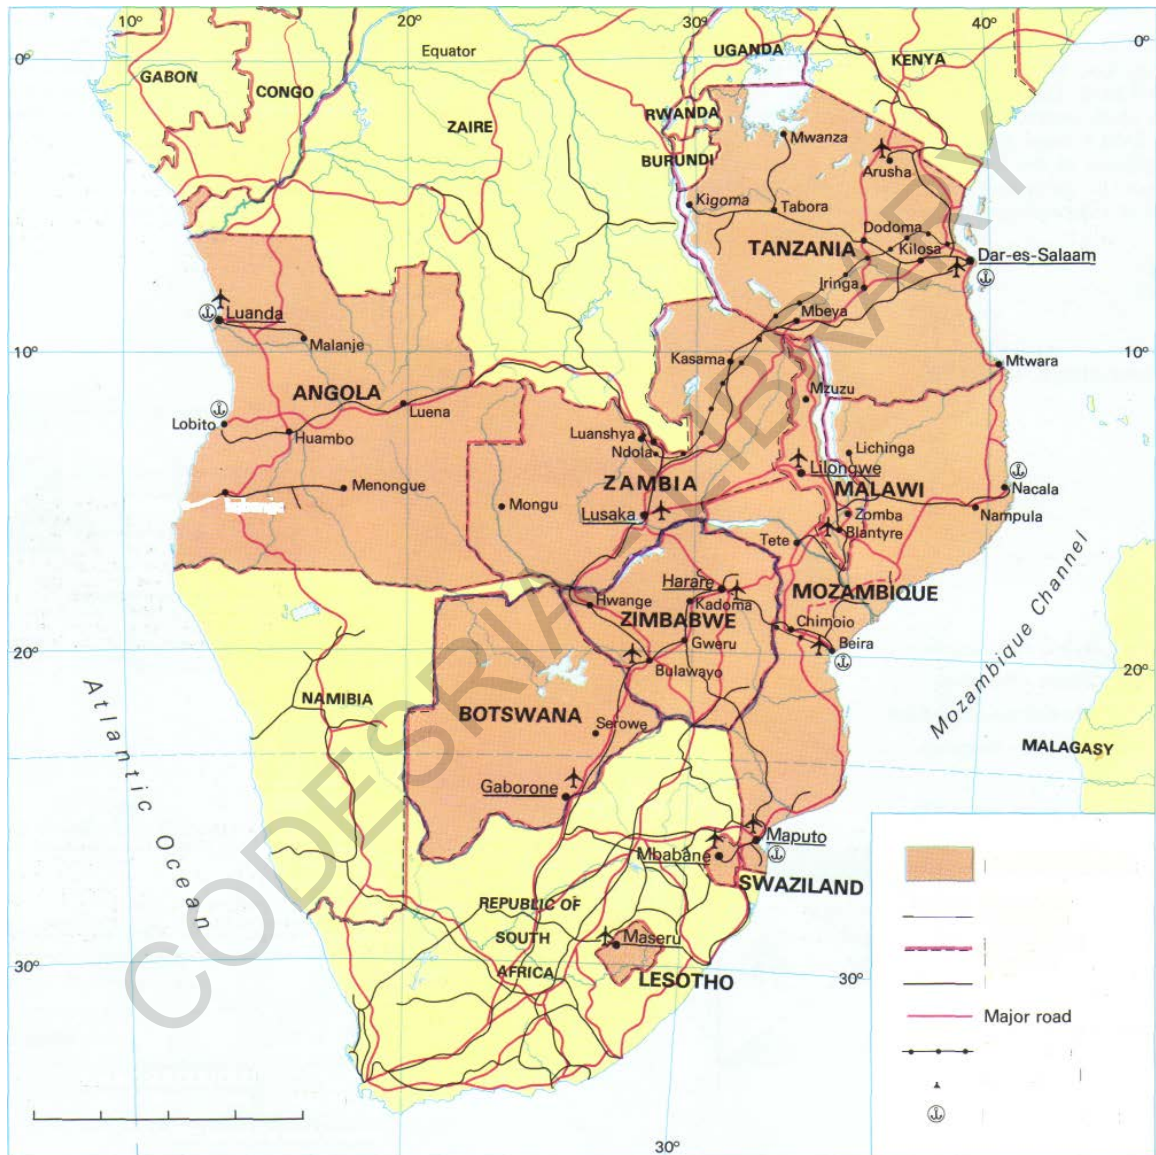 10°
20°
30°
40°
0°
0°
Equator
UGANDA
KENYA
GABON
CONGO
ZAIRE
RWANDA
BURUNDI
Mwanza
Arusha
Kigoma
Tabora
Dodoma
TANZANIA
Kilosa
Dar-es-Salaam
Iringa
Luanda
Mbeya
Malanje
10°
Kasama
10°
Mtwara
ANGOLA
Mzuzu
Luena
Lobito
Huambo
Luanshya
Ndola
Lichinga
Lilongwe
ZAMBIA
MALAWI
Menongue
Nacala
Mongu
Lusaka
Zomba
Nampula
Blantyre
Tete
Harare
MOZAMBIQUE
Hwange
Kadoma
ZIMBABWE
Chimoio
Gweru
Beira
20°
Bulawayo
20°
Mozambique Channel
NAMIBIA
BOTSWANA
Serowe
MALAGASY
Atlantic Ocean
Gaborone
Maputo
Mbabane
SWAZILAND
REPUBLIC OF
SOUTH
AFRICA
Maseru
LESOTHO
30°
30°
Major road
30°
CODESRIA LIBRARY